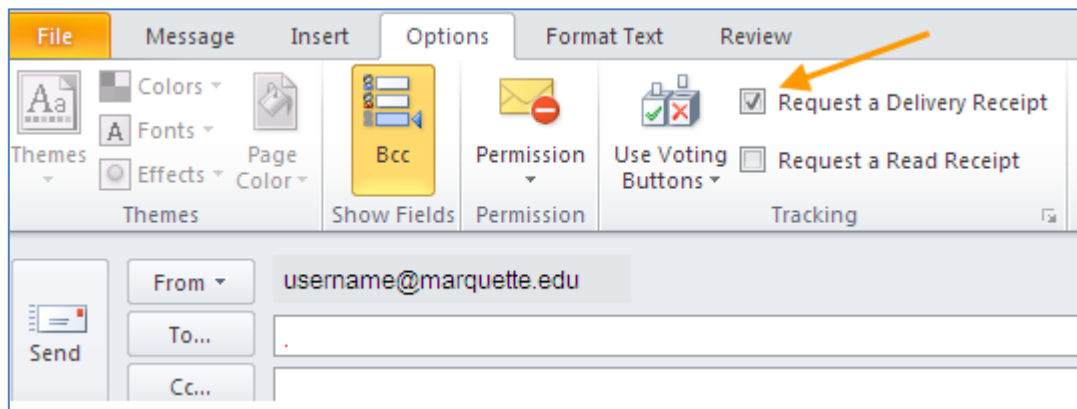 File Message Insert Options Format Text Review
Aa
Themes
Colors
A Fonts
Effects
Page
Color
Themes
Bcc
Show Fields
Permission
Permission
Use Voting
Buttons
Request a Delivery Receipt
Request a Read Receipt
Tracking
Send
From username@marquette.edu
To... .
Cc...